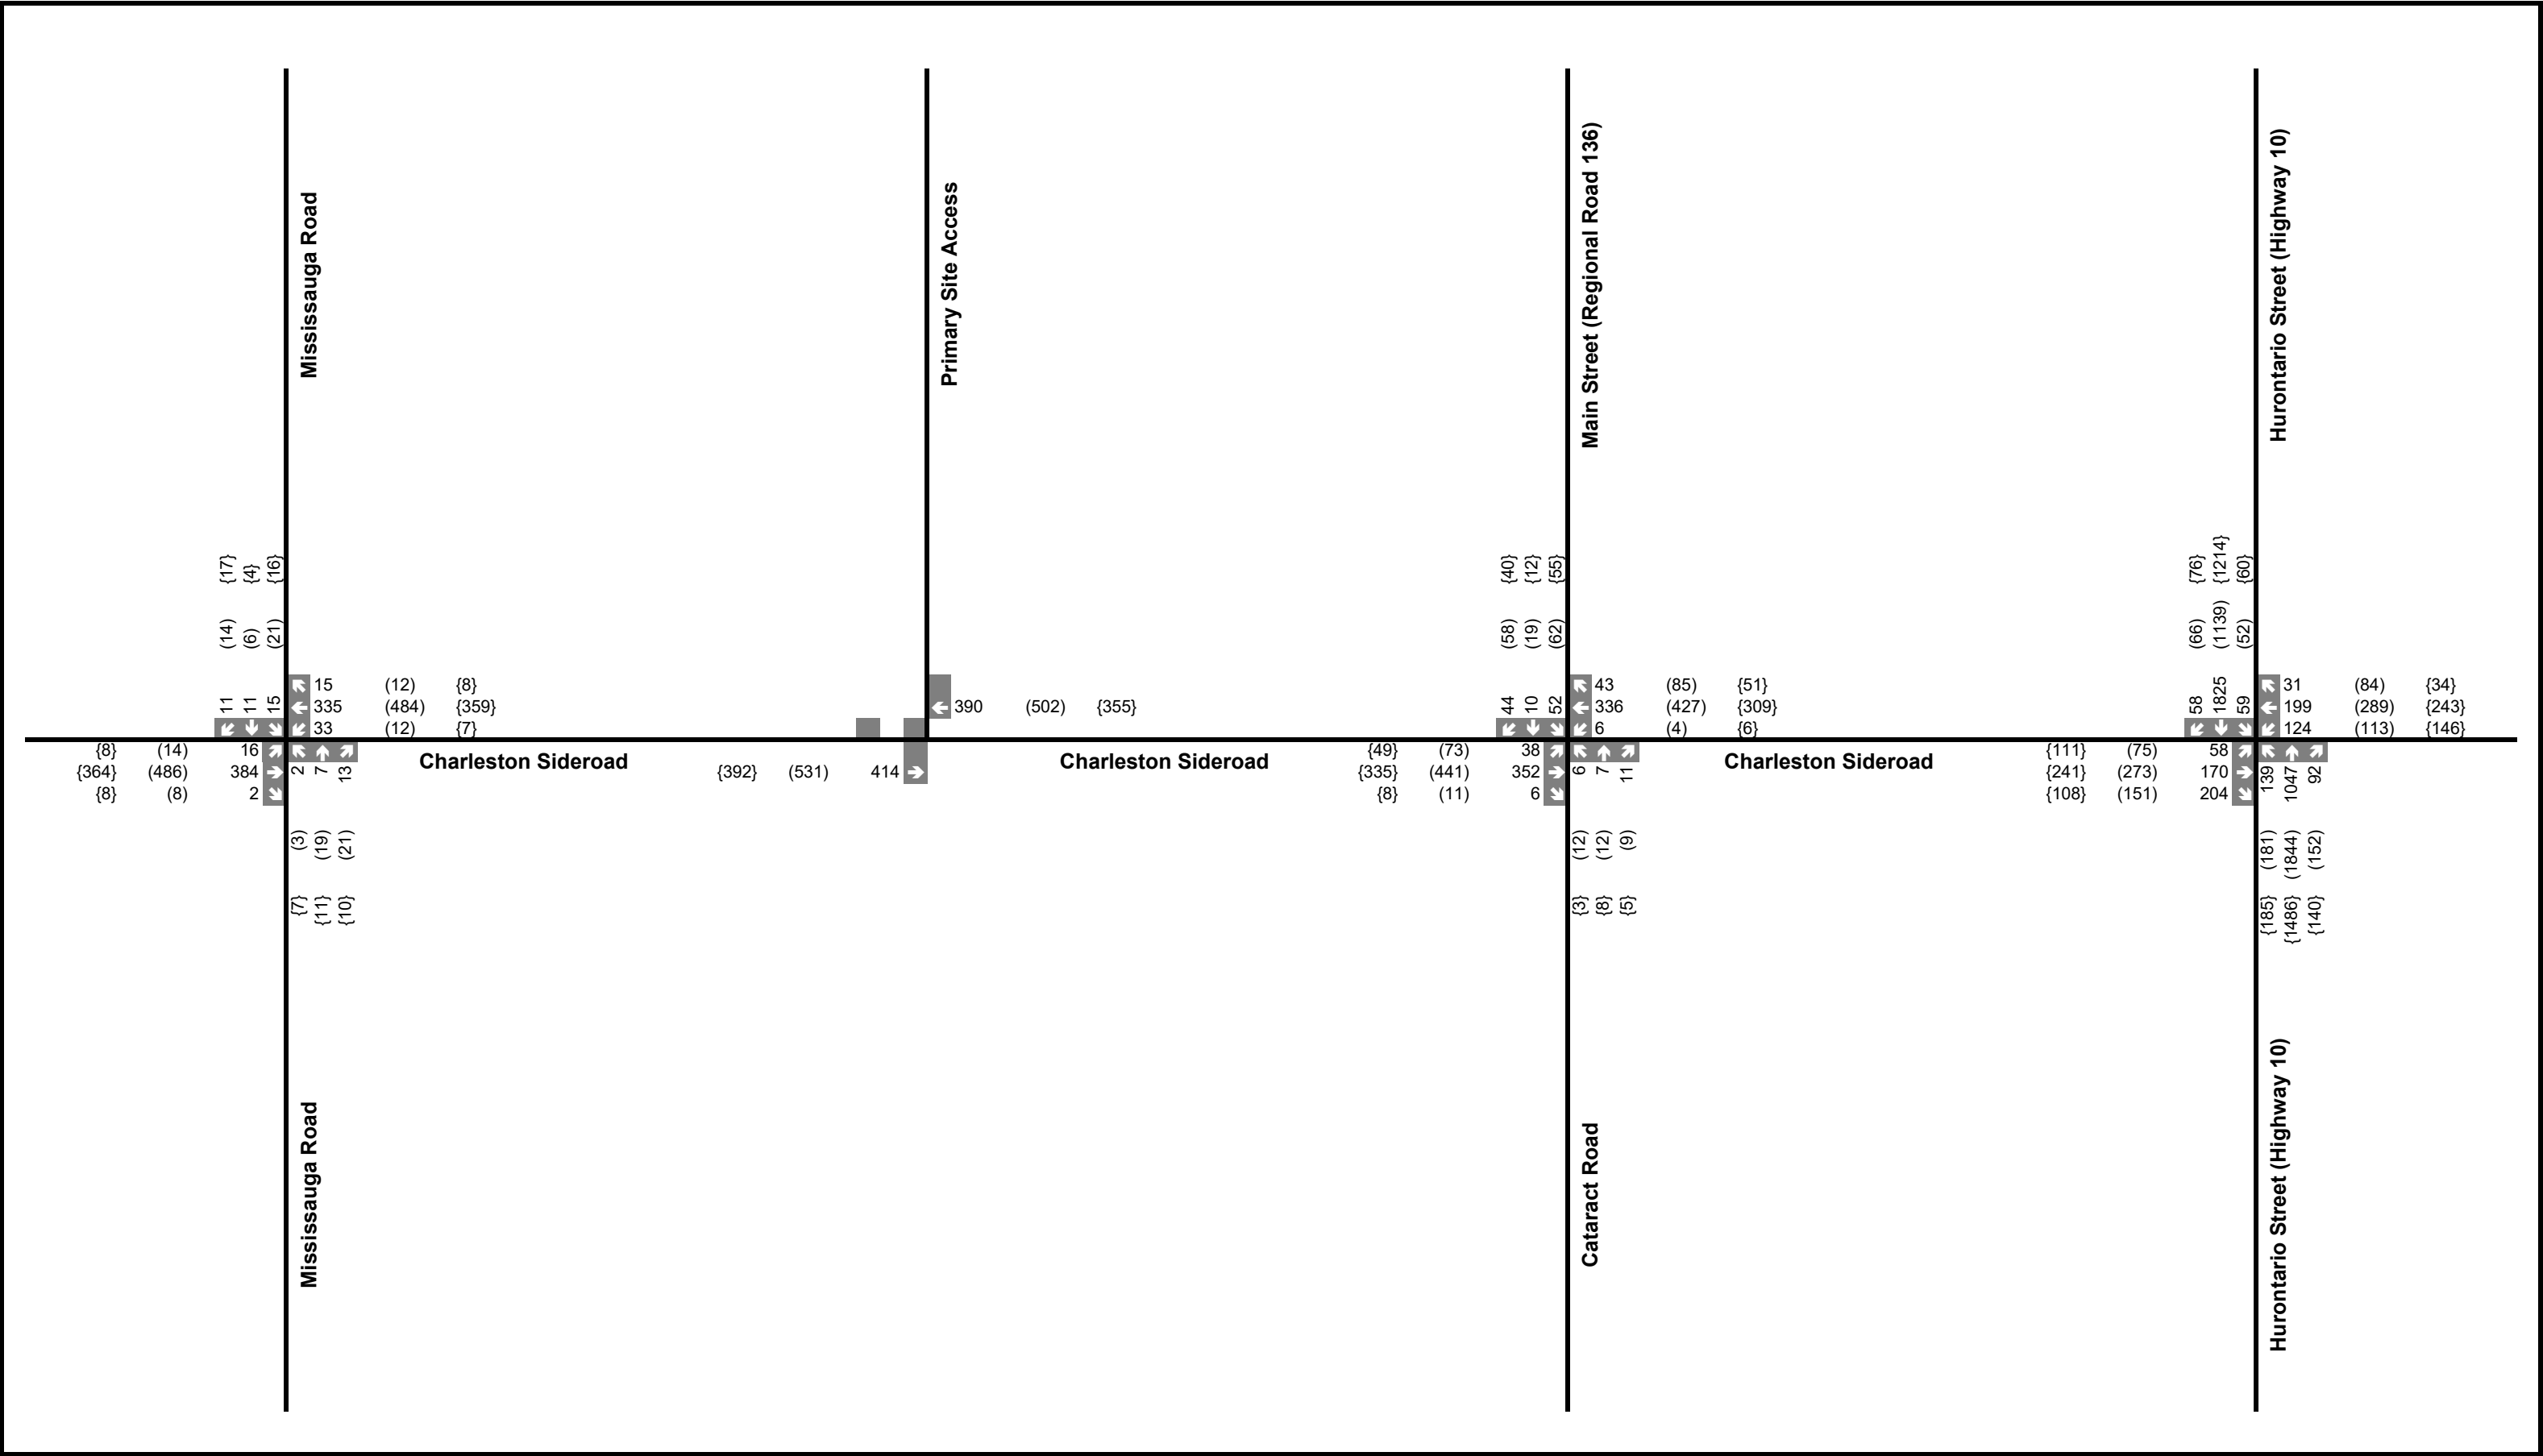 Mississauga Road
Primary Site Access
Main Street (Regional Road 136)
Hurontario Street (Highway 10)
{17} {4} {16}
(14) (6) (21)
11 11 15
15 (12) {8}
335 (484) {359}
33 (12) {7}
{8} (14) 16
{364} (486) 384
{8} (8) 2
2 7 13
(3) (19) (21)
{7} {11} {10}
Charleston Sideroad
390 (502) {355}
{392} (531) 414
Charleston Sideroad
{40} {12} {55}
(58) (19) (62)
44 10 52
43 (85) {51}
336 (427) {309}
6 (4) {6}
{49} (73) 38
{335} (441) 352
{8} (11) 6
6 7 11
(12) (12) (9)
{3} {8} {5}
Charleston Sideroad
{76} {1214} {60}
(66) (1139) (52)
58 1825 59
31 (84) {34}
199 (289) {243}
124 (113) {146}
{111} (75) 58
{241} (273) 170
{108} (151) 204
139 1047 92
(181) (1844) (152)
{185} {1486} {140}
Mississauga Road
Cataract Road
Hurontario Street (Highway 10)